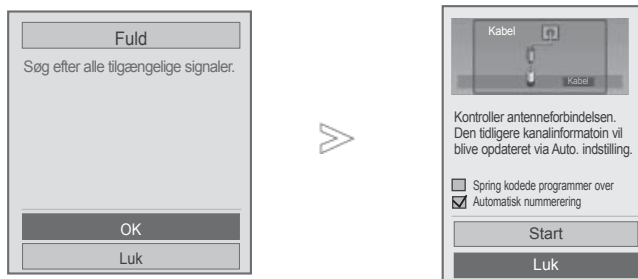 Fuld
Søg efter alle tilgængelige signaler.
OK
Luk
Kabel
Kabel
Kontroller antenneforbindelsen.
Den tidligere kanalinformatoin vil
blive opdateret via Auto. indstilling.
Spring kodede programmer over
Automatisk nummerering
Start
Luk